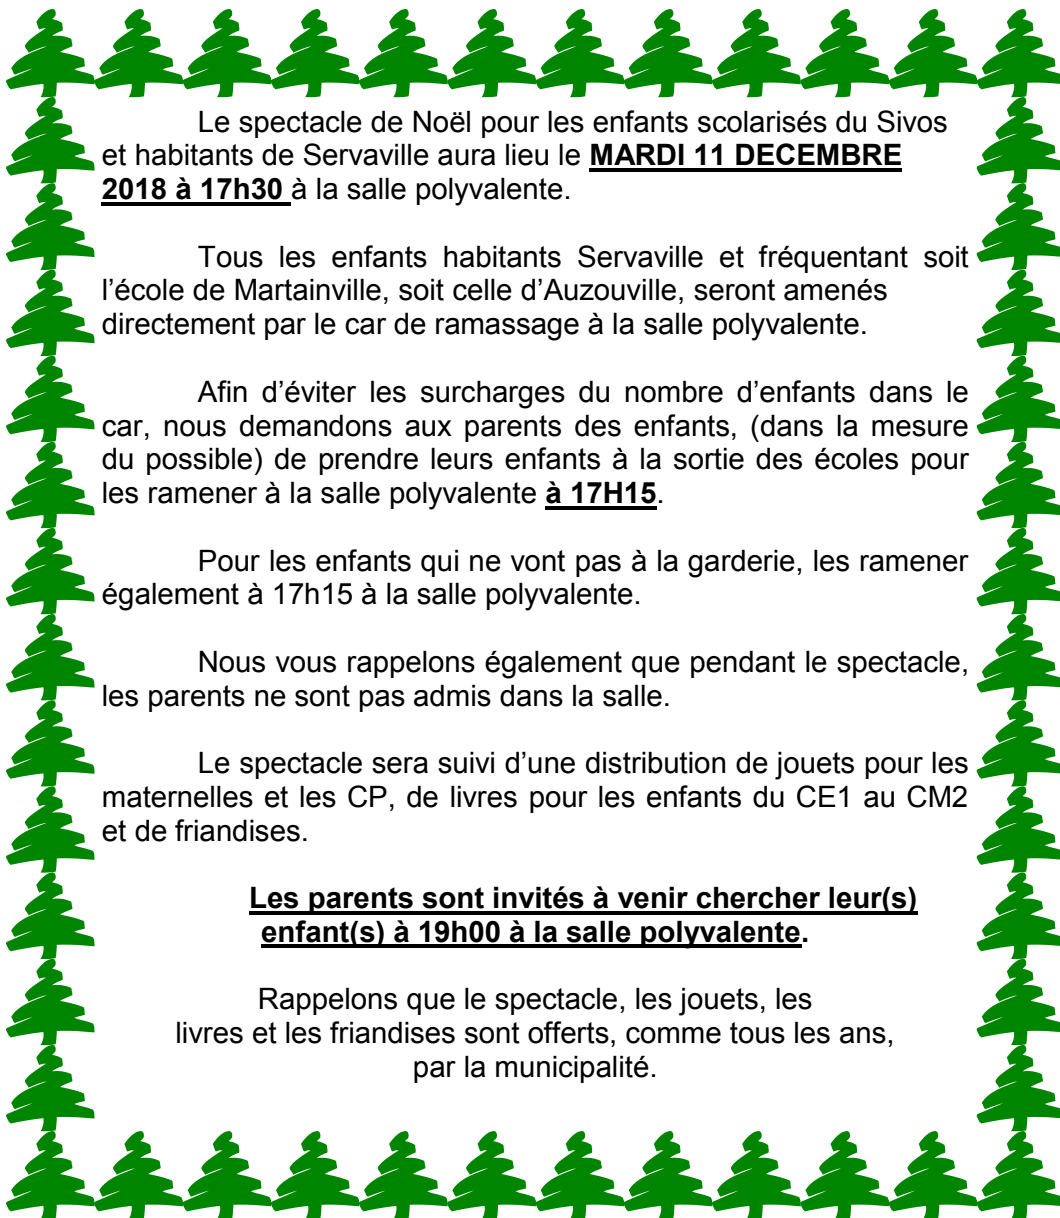 Le spectacle de Noël pour les enfants scolarisés du Sivos
et habitants de Servaville aura lieu le MARDI 11 DECEMBRE
2018 à 17h30 à la salle polyvalente.
Tous les enfants habitants Servaville et fréquentant soit
l’école de Martainville, soit celle d’Auzouville, seront amenés
directement par le car de ramassage à la salle polyvalente.
Afin d’éviter les surcharges du nombre d’enfants dans le
car, nous demandons aux parents des enfants, (dans la mesure
du possible) de prendre leurs enfants à la sortie des écoles pour
les ramener à la salle polyvalente à 17H15.
Pour les enfants qui ne vont pas à la garderie, les ramener
également à 17h15 à la salle polyvalente.
Nous vous rappelons également que pendant le spectacle,
les parents ne sont pas admis dans la salle.
Le spectacle sera suivi d’une distribution de jouets pour les
maternelles et les CP, de livres pour les enfants du CE1 au CM2
et de friandises.
Les parents sont invités à venir chercher leur(s)
enfant(s) à 19h00 à la salle polyvalente.
Rappelons que le spectacle, les jouets, les
livres et les friandises sont offerts, comme tous les ans,
par la municipalité.